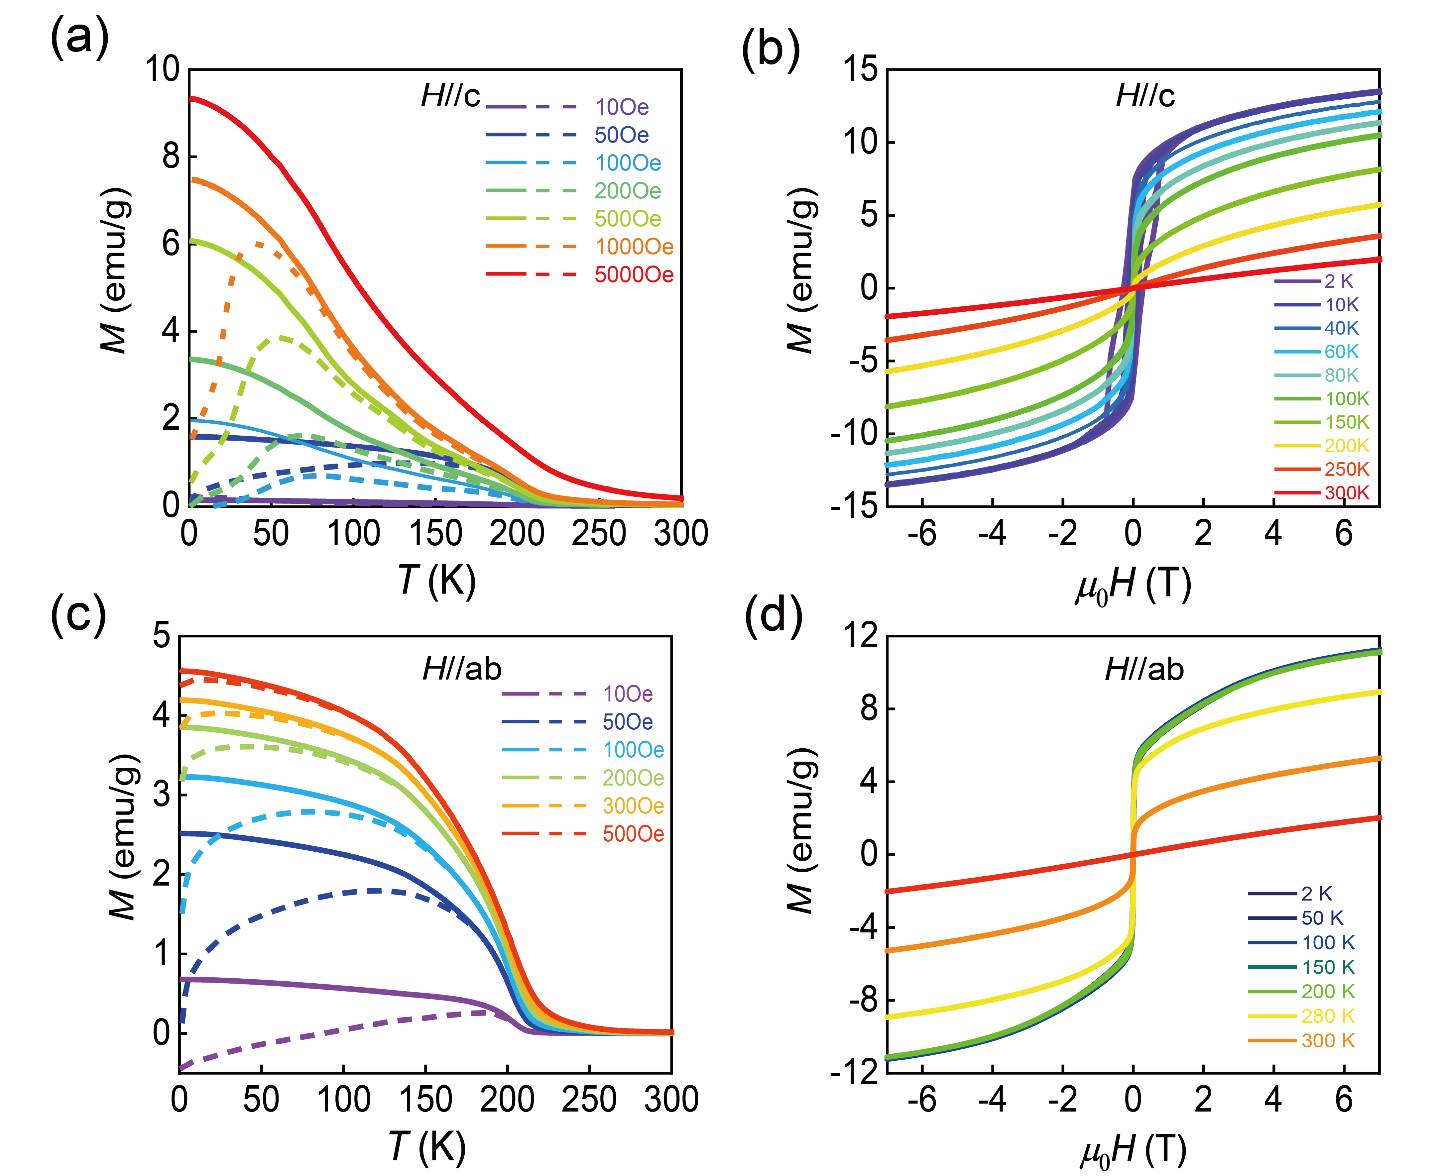 (a)
10
8
6
4
2
0
M (emu/g)
H//c
10Oe
50Oe
100Oe
200Oe
500Oe
1000Oe
5000Oe
0 50 100 150 200 250 300
T (K)
(b)
15
10
5
0
-5
-10
-15
M (emu/g)
H//c
2 K
10K
40K
60K
80K
100K
150K
200K
250K
300K
-6 -4 -2 0 2 4 6
μ₀H (T)
(c)
5
4
3
2
1
0
M (emu/g)
H//ab
10Oe
50Oe
100Oe
200Oe
300Oe
500Oe
0 50 100 150 200 250 300
T (K)
(d)
12
8
4
0
-4
-8
-12
M (emu/g)
H//ab
2 K
50 K
100 K
150 K
200 K
280 K
300 K
-6 -4 -2 0 2 4 6
μ₀H (T)